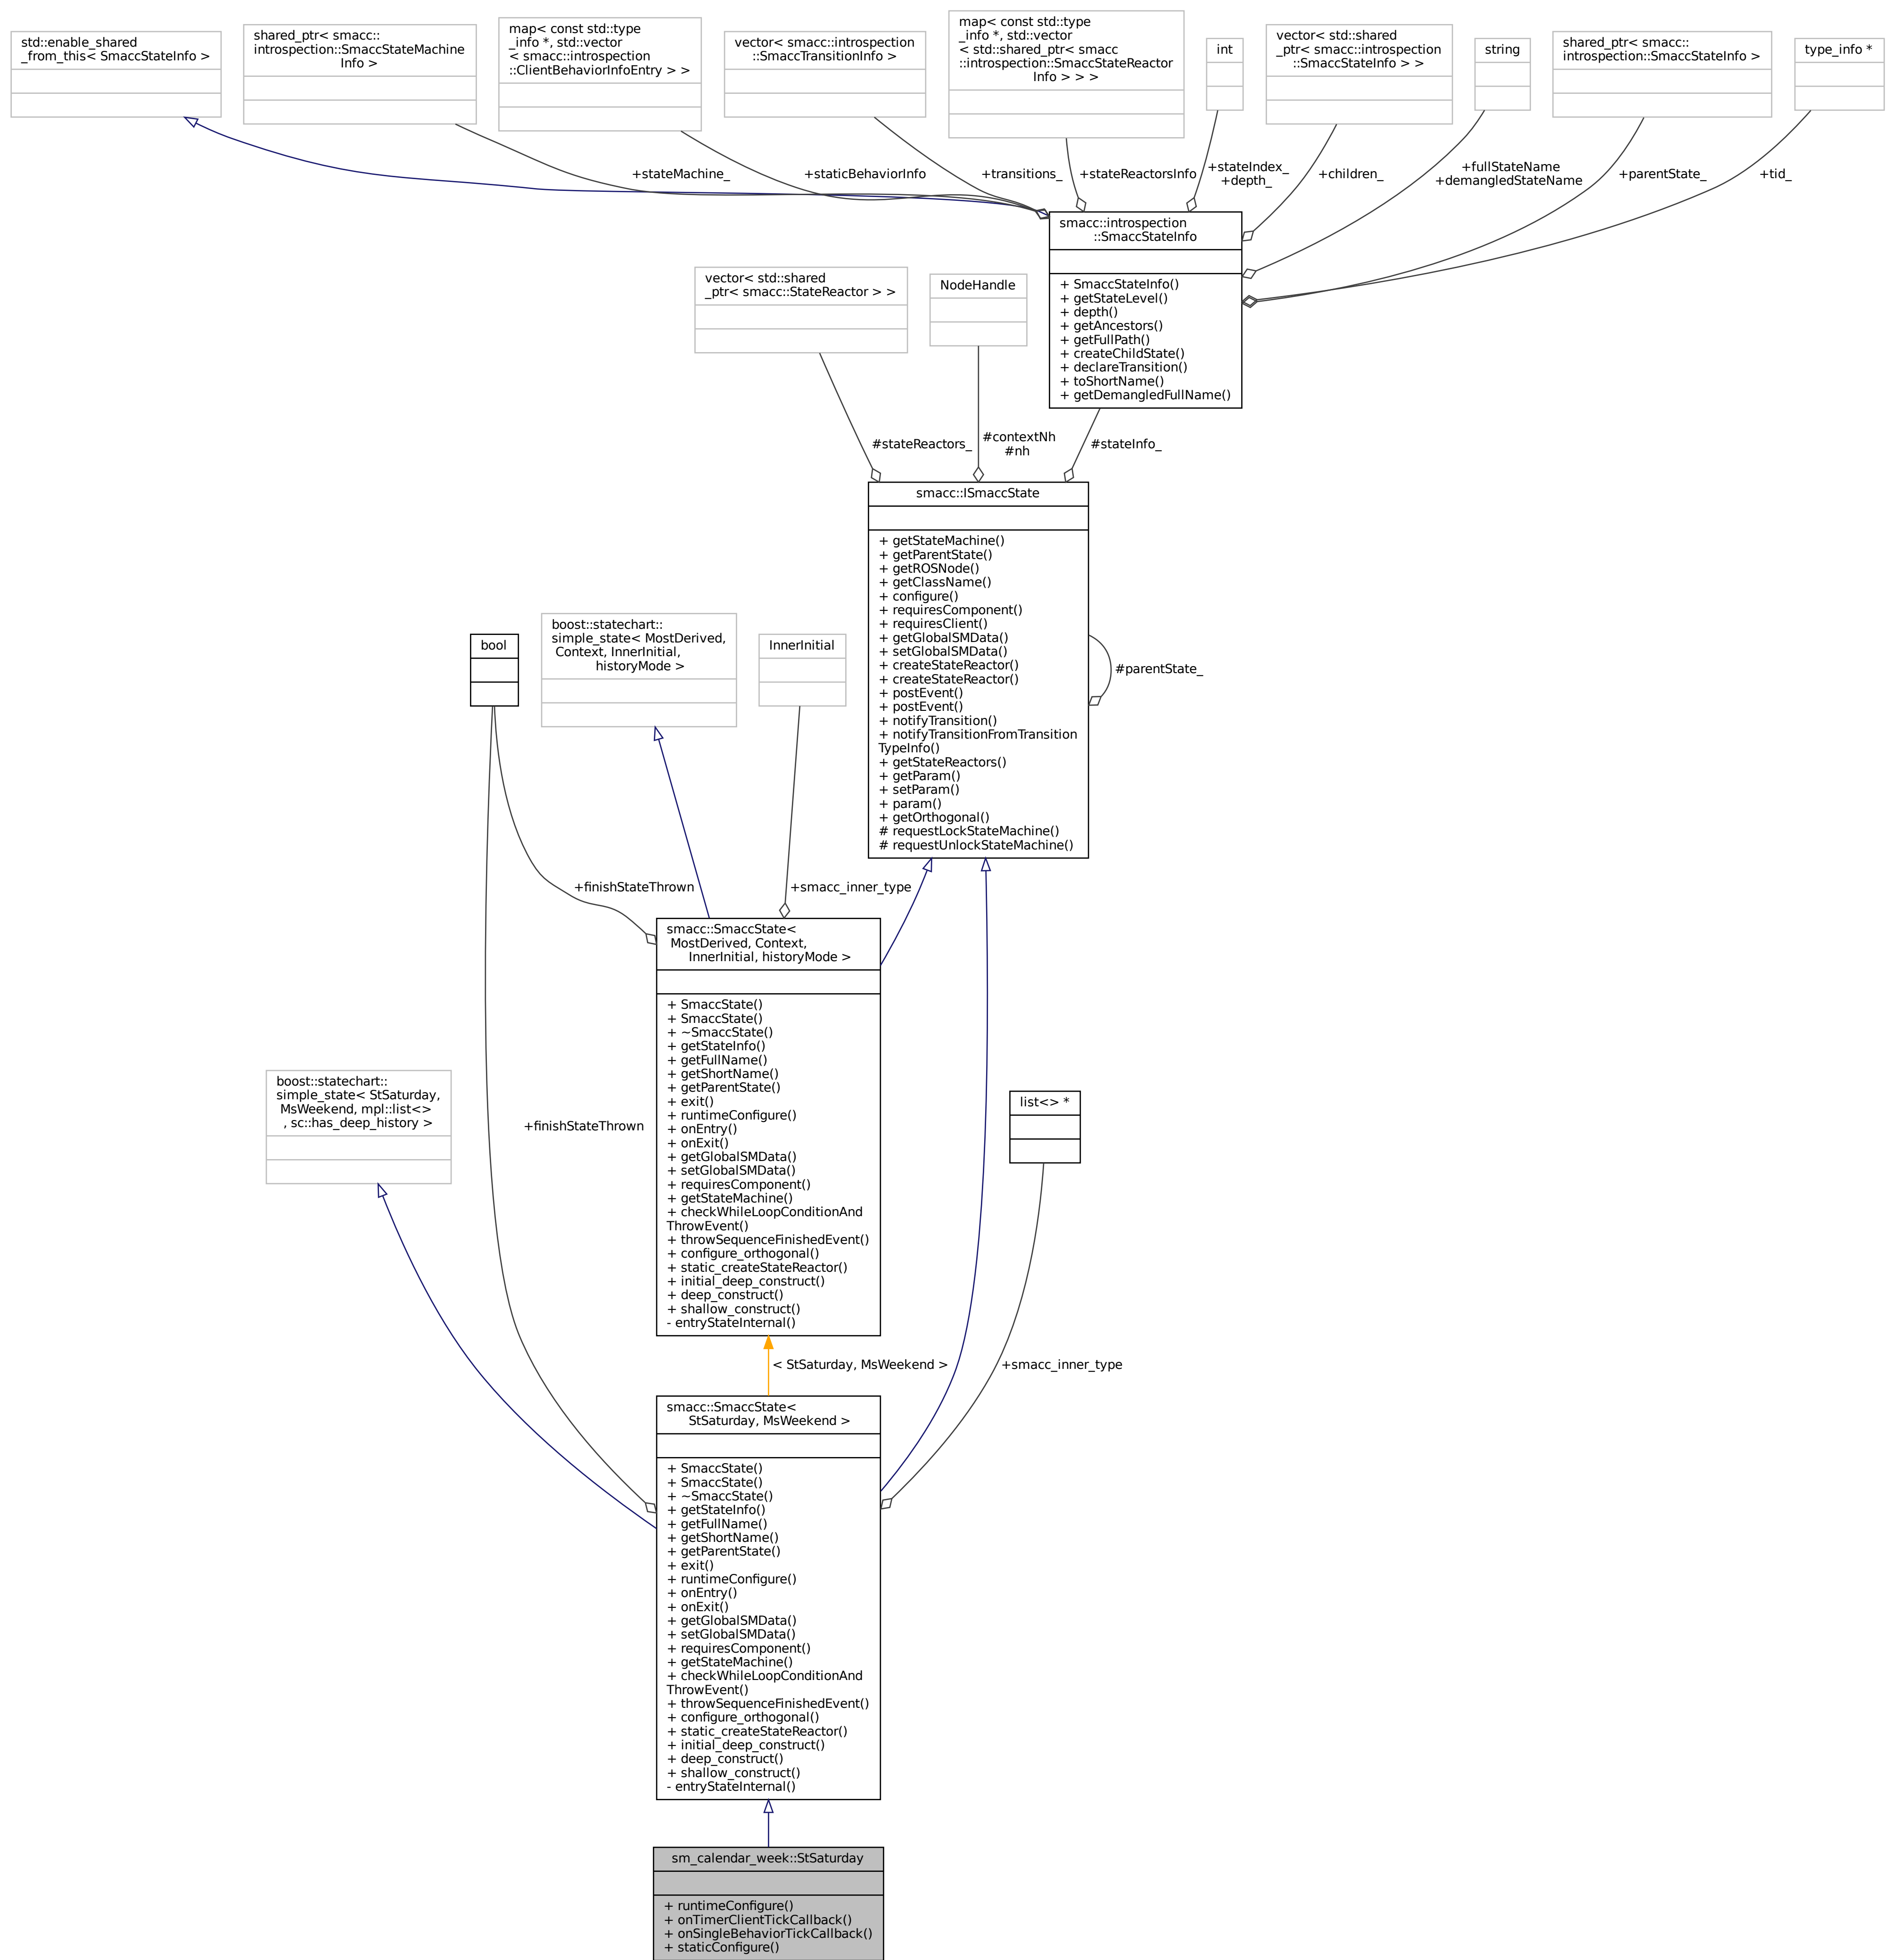 std::enable_shared
_from_this< SmaccStateInfo >
shared_ptr< smacc::
introspection::SmaccStateMachine
Info >
map< const std::type
_info *, std::vector
< smacc::introspection
::ClientBehaviorInfoEntry > >
vector< smacc::introspection
::SmaccTransitionInfo >
map< const std::type
_info *, std::vector
< std::shared_ptr< smacc
::introspection::SmaccStateReactor
Info > > >
int
vector< std::shared
_ptr< smacc::introspection
::SmaccStateInfo > >
string
shared_ptr< smacc::
introspection::SmaccStateInfo >
type_info *
+stateMachine_
+staticBehaviorInfo
+transitions_
+stateReactorsInfo
+stateIndex_
+depth_
+children_
+fullStateName
+demangledStateName
+parentState_
+tid_
smacc::introspection
::SmaccStateInfo
+ SmaccStateInfo()
+ getStateLevel()
+ depth()
+ getAncestors()
+ getFullPath()
+ createChildState()
+ declareTransition()
+ toShortName()
+ getDemangledFullName()
vector< std::shared
_ptr< smacc::StateReactor > >
NodeHandle
#stateReactors_
#contextNh
#nh
#stateInfo_
smacc::ISmaccState
+ getStateMachine()
+ getParentState()
+ getROSNode()
+ getClassName()
+ configure()
+ requiresComponent()
+ requiresClient()
+ getGlobalSMData()
+ setGlobalSMData()
+ createStateReactor()
+ createStateReactor()
+ postEvent()
+ postEvent()
+ notifyTransition()
+ notifyTransitionFromTransition
TypeInfo()
+ getStateReactors()
+ getParam()
+ setParam()
+ param()
+ getOrthogonal()
# requestLockStateMachine()
# requestUnlockStateMachine()
#parentState_
bool
boost::statechart::
simple_state< MostDerived,
Context, InnerInitial,
historyMode >
InnerInitial
+finishStateThrown
+smacc_inner_type
smacc::SmaccState<
MostDerived, Context,
InnerInitial, historyMode >
+ SmaccState()
+ SmaccState()
+ ~SmaccState()
+ getStateInfo()
+ getFullName()
+ getShortName()
+ getParentState()
+ exit()
+ runtimeConfigure()
+ onEntry()
+ onExit()
+ getGlobalSMData()
+ setGlobalSMData()
+ requiresComponent()
+ getStateMachine()
+ checkWhileLoopConditionAnd
ThrowEvent()
+ throwSequenceFinishedEvent()
+ configure_orthogonal()
+ static_createStateReactor()
+ initial_deep_construct()
+ deep_construct()
+ shallow_construct()
- entryStateInternal()
boost::statechart::
simple_state< StSaturday,
MsWeekend, mpl::list<>
, sc::has_deep_history >
+finishStateThrown
list<> *
< StSaturday, MsWeekend >
+smacc_inner_type
smacc::SmaccState<
StSaturday, MsWeekend >
+ SmaccState()
+ SmaccState()
+ ~SmaccState()
+ getStateInfo()
+ getFullName()
+ getShortName()
+ getParentState()
+ exit()
+ runtimeConfigure()
+ onEntry()
+ onExit()
+ getGlobalSMData()
+ setGlobalSMData()
+ requiresComponent()
+ getStateMachine()
+ checkWhileLoopConditionAnd
ThrowEvent()
+ throwSequenceFinishedEvent()
+ configure_orthogonal()
+ static_createStateReactor()
+ initial_deep_construct()
+ deep_construct()
+ shallow_construct()
- entryStateInternal()
sm_calendar_week::StSaturday
+ runtimeConfigure()
+ onTimerClientTickCallback()
+ onSingleBehaviorTickCallback()
+ staticConfigure()